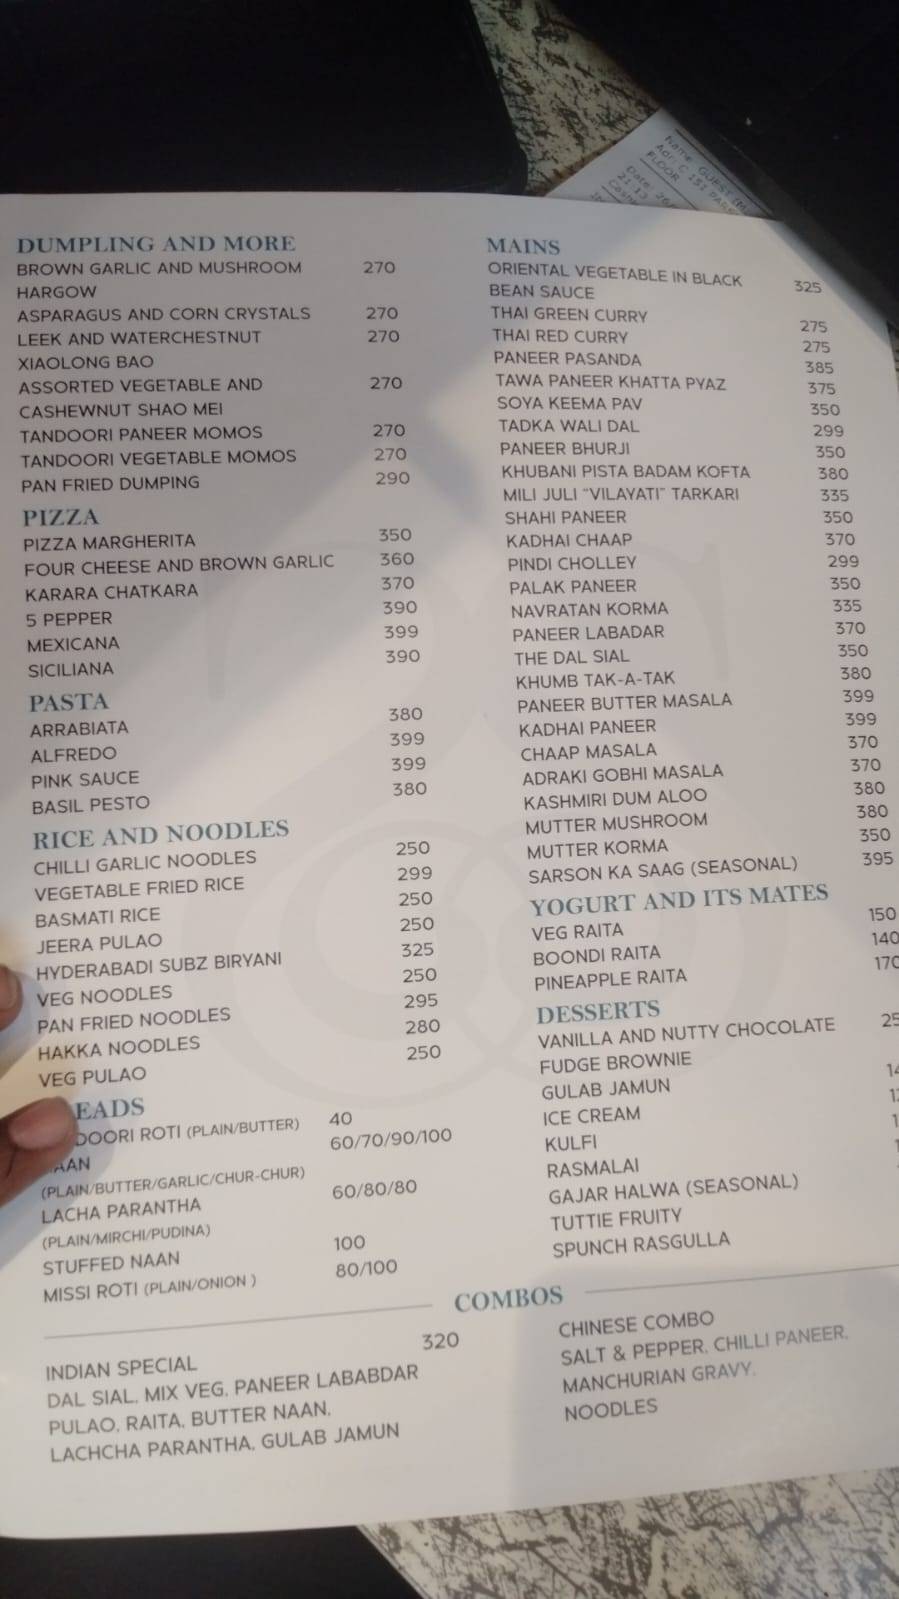 Name: GUEST (M
Adr: C 151 PARK
FLOOR
Date: 26/
21:13
DUMPLING AND MORE
BROWN GARLIC AND MUSHROOM 270
HARGOW
ASPARAGUS AND CORN CRYSTALS 270
LEEK AND WATERCHESTNUT 270
XIAOLONG BAO
ASSORTED VEGETABLE AND 270
CASHEWNUT SHAO MEI
TANDOORI PANEER MOMOS 270
TANDOORI VEGETABLE MOMOS 270
PAN FRIED DUMPING 290
PIZZA
PIZZA MARGHERITA 350
FOUR CHEESE AND BROWN GARLIC 360
KARARA CHATKARA 370
5 PEPPER 390
MEXICANA 399
SICILIANA 390
PASTA
ARRABIATA 380
ALFREDO 399
PINK SAUCE 399
BASIL PESTO 380
RICE AND NOODLES
CHILLI GARLIC NOODLES 250
VEGETABLE FRIED RICE 299
BASMATI RICE 250
JEERA PULAO 250
HYDERABADI SUBZ BIRYANI 325
VEG NOODLES 250
PAN FRIED NOODLES 295
HAKKA NOODLES 280
VEG PULAO 250
EADS
DOORI ROTI (PLAIN/BUTTER) 40
AAN 60/70/90/100
(PLAIN/BUTTER/GARLIC/CHUR-CHUR)
LACHA PARANTHA 60/80/80
(PLAIN/MIRCHI/PUDINA)
STUFFED NAAN 100
MISSI ROTI (PLAIN/ONION ) 80/100
MAINS
ORIENTAL VEGETABLE IN BLACK 325
BEAN SAUCE
THAI GREEN CURRY 275
THAI RED CURRY 275
PANEER PASANDA 385
TAWA PANEER KHATTA PYAZ 375
SOYA KEEMA PAV 350
TADKA WALI DAL 299
PANEER BHURJI 350
KHUBANI PISTA BADAM KOFTA 380
MILI JULI "VILAYATI" TARKARI 335
SHAHI PANEER 350
KADHAI CHAAP 370
PINDI CHOLLEY 299
PALAK PANEER 350
NAVRATAN KORMA 335
PANEER LABADAR 370
THE DAL SIAL 350
KHUMB TAK-A-TAK 380
PANEER BUTTER MASALA 399
KADHAI PANEER 399
CHAAP MASALA 370
ADRAKI GOBHI MASALA 370
KASHMIRI DUM ALOO 380
MUTTER MUSHROOM 380
MUTTER KORMA 350
SARSON KA SAAG (SEASONAL) 395
YOGURT AND ITS MATES
VEG RAITA 150
BOONDI RAITA 140
PINEAPPLE RAITA 170
DESSERTS
VANILLA AND NUTTY CHOCOLATE 25
FUDGE BROWNIE
GULAB JAMUN 14
ICE CREAM 1
KULFI 1
RASMALAI
GAJAR HALWA (SEASONAL)
TUTTIE FRUITY
SPUNCH RASGULLA
COMBOS
INDIAN SPECIAL 320
DAL SIAL, MIX VEG, PANEER LABABDAR
PULAO, RAITA, BUTTER NAAN,
LACHCHA PARANTHA, GULAB JAMUN
CHINESE COMBO
SALT & PEPPER, CHILLI PANEER,
MANCHURIAN GRAVY,
NOODLES